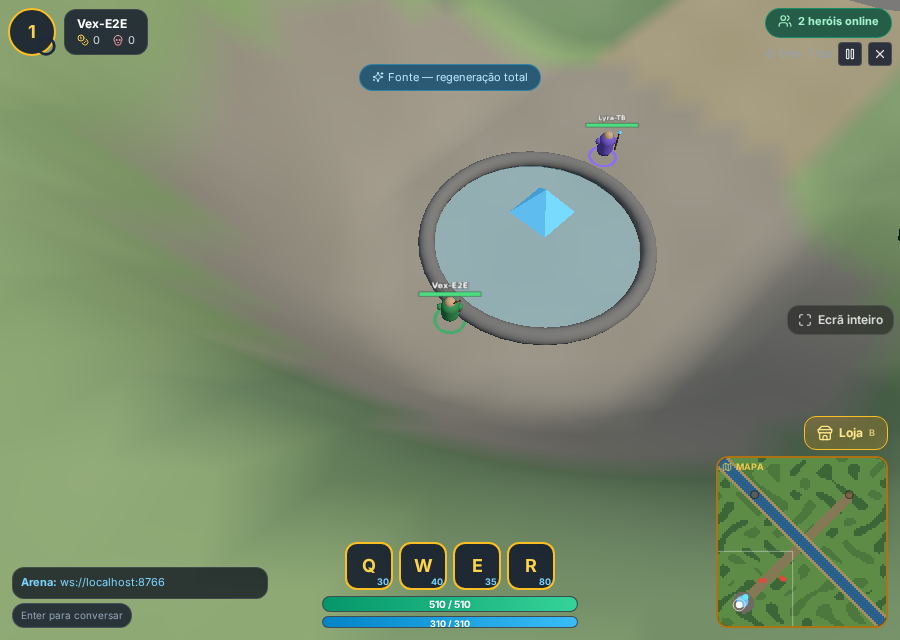 1
Vex-E2E
0 0
2 heróis online
Fonte — regeneração total
Lyra-TB
Vex-E2E
Ecrã inteiro
Loja B
MAPA
Q 30
W 40
E 35
R 80
510 / 510
310 / 310
Arena: ws://localhost:8766
Enter para conversar